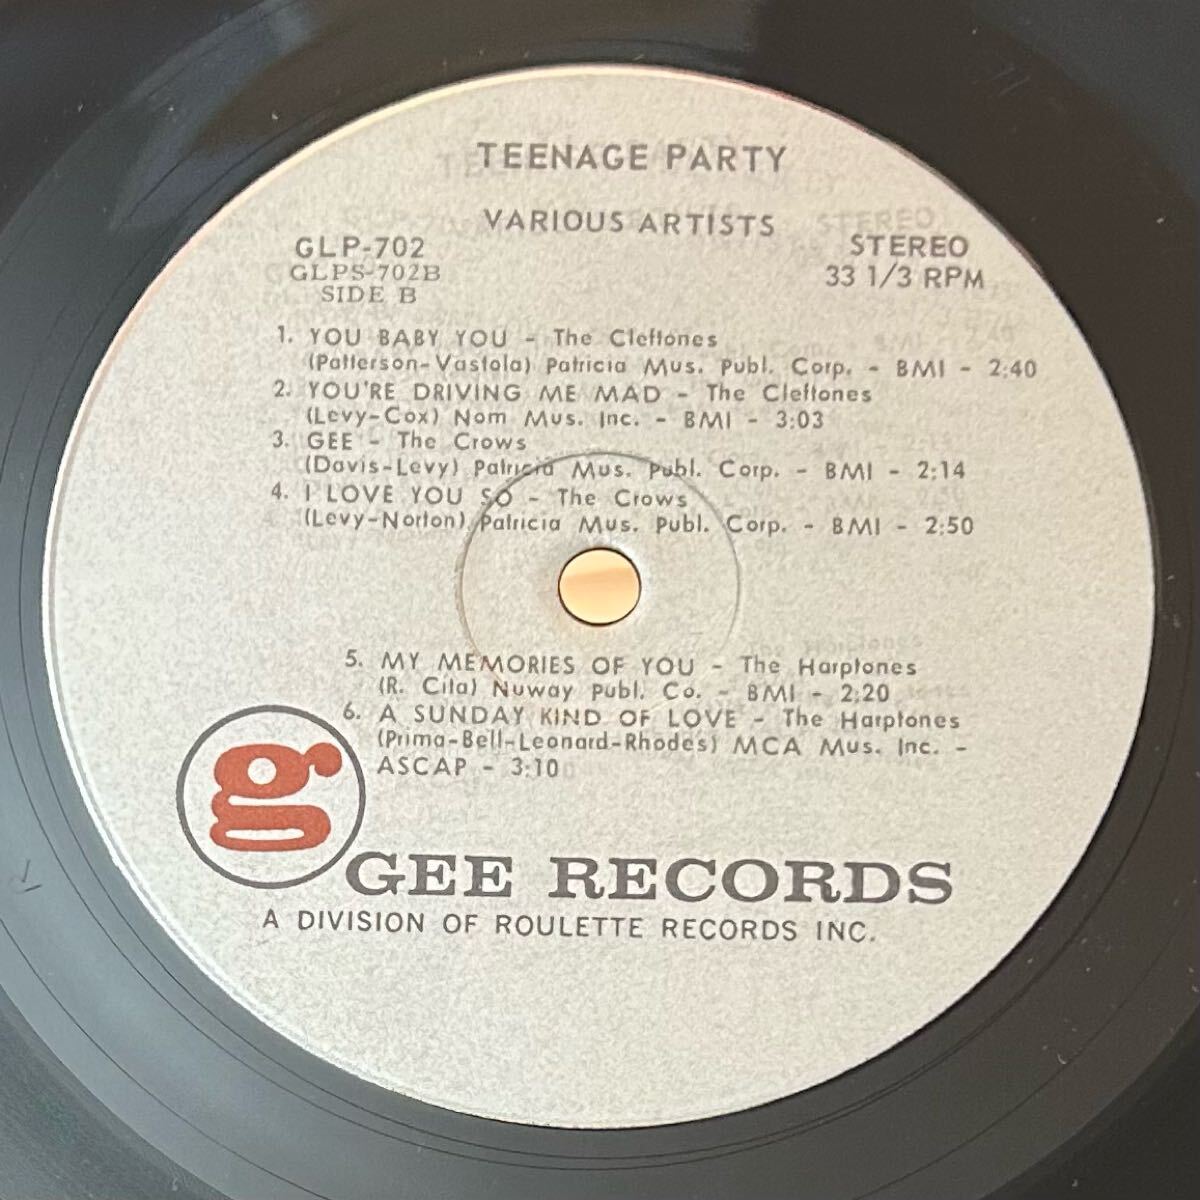 TEENAGE PARTY
VARIOUS ARTISTS
GLP-702
GLPS-702B
SIDE B
STEREO
33 1/3 RPM
1. YOU BABY YOU - The Cleftones
(Patterson-Vastola) Patricia Mus. Publ. Corp. - BMI - 2:40
2. YOU'RE DRIVING ME MAD - The Cleftones
(Levy-Cox) Nom Mus. Inc. - BMI - 3:03
3. GEE - The Crows
(Davis-Levy) Patricia Mus. Publ. Corp. - BMI - 2:14
4. I LOVE YOU SO - The Crows
(Levy-Norton) Patricia Mus. Publ. Corp. - BMI - 2:50
5. MY MEMORIES OF YOU - The Harptones
(R. Cita) Nuway Publ. Co. - BMI - 2:20
6. A SUNDAY KIND OF LOVE - The Harptones
(Prima-Bell-Leonard-Rhodes) MCA Mus. Inc. -
ASCAP - 3:10
g
GEE RECORDS
A DIVISION OF ROULETTE RECORDS INC.